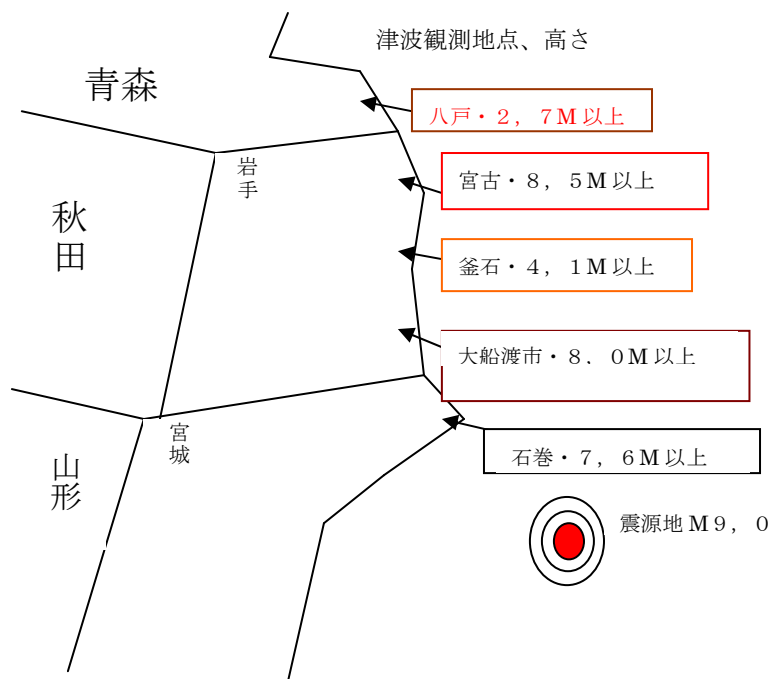 津波観測地点、高さ
青森
八戸・２，７Ｍ以上
岩手
宮古・８，５Ｍ以上
秋田
釜石・４，１Ｍ以上
大船渡市・８．０Ｍ以上
宮城
石巻・７，６Ｍ以上
山形
震源地Ｍ９，０